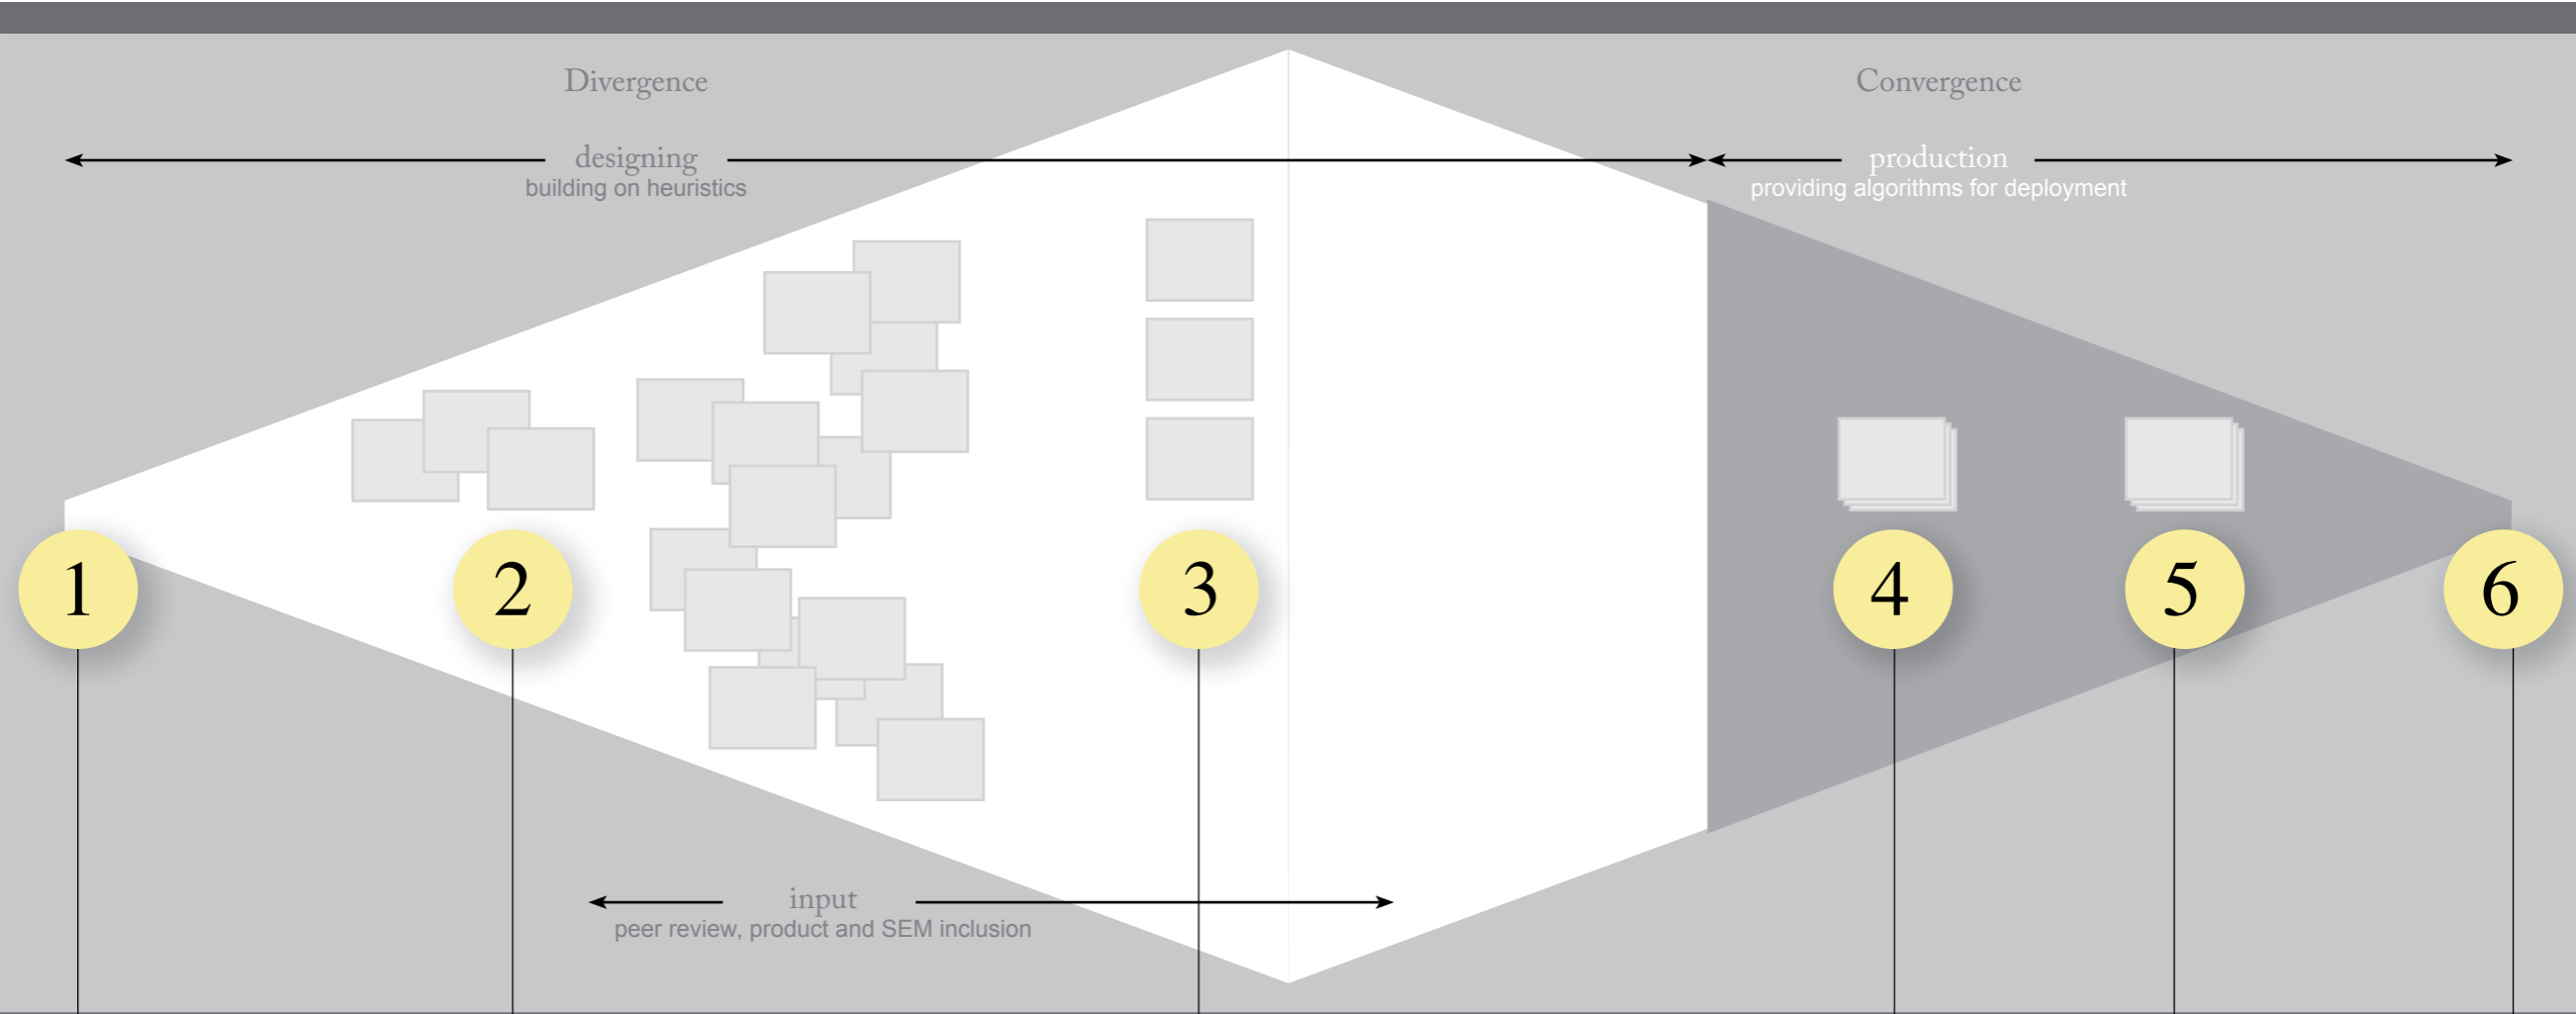 Divergence
Convergence
designing
building on heuristics
production
providing algorithms for deployment
1
2
3
4
5
6
input
peer review, product and SEM inclusion